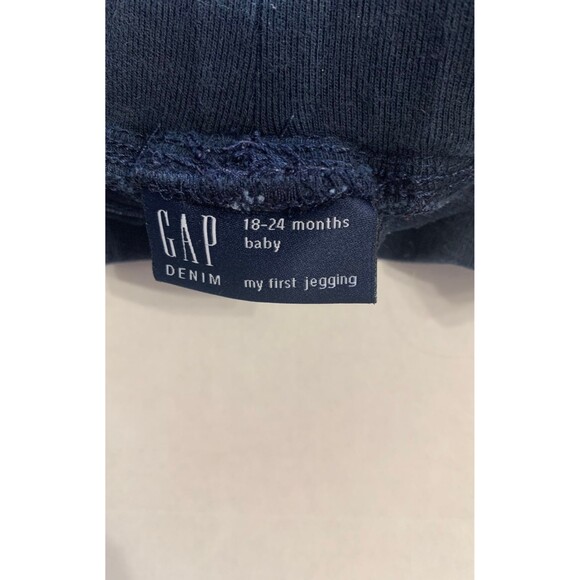 GAP
DENIM
18-24 months
baby
my first jegging